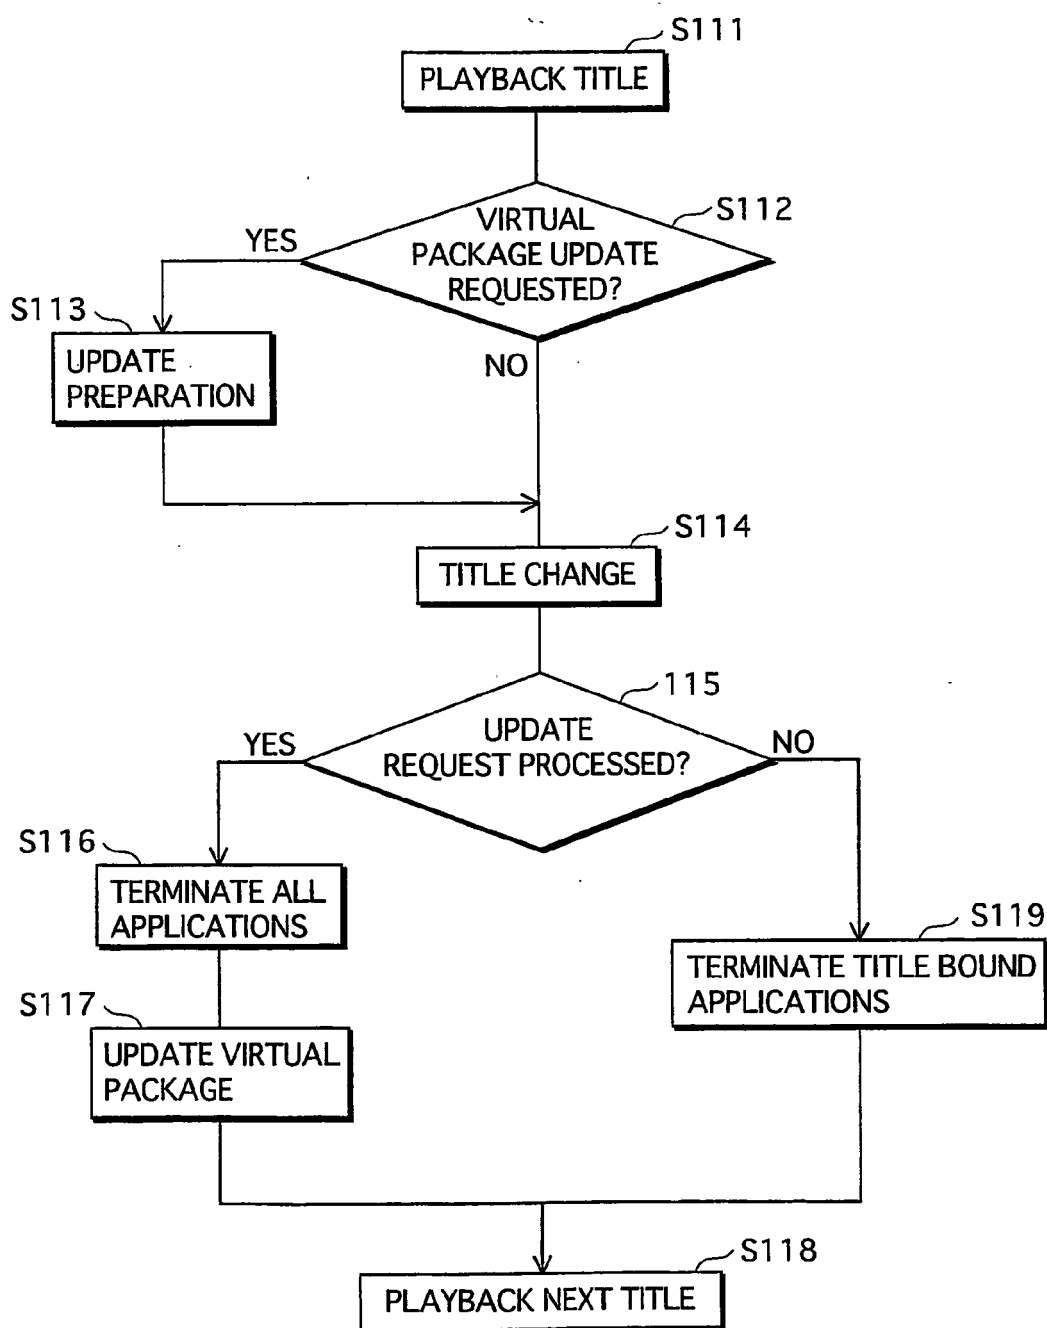 S111
PLAYBACK TITLE
S112
VIRTUAL
PACKAGE UPDATE
REQUESTED?
YES
S113
UPDATE
PREPARATION
NO
S114
TITLE CHANGE
115
UPDATE
REQUEST PROCESSED?
YES
NO
S116
TERMINATE ALL
APPLICATIONS
S119
TERMINATE TITLE BOUND
APPLICATIONS
S117
UPDATE VIRTUAL
PACKAGE
S118
PLAYBACK NEXT TITLE